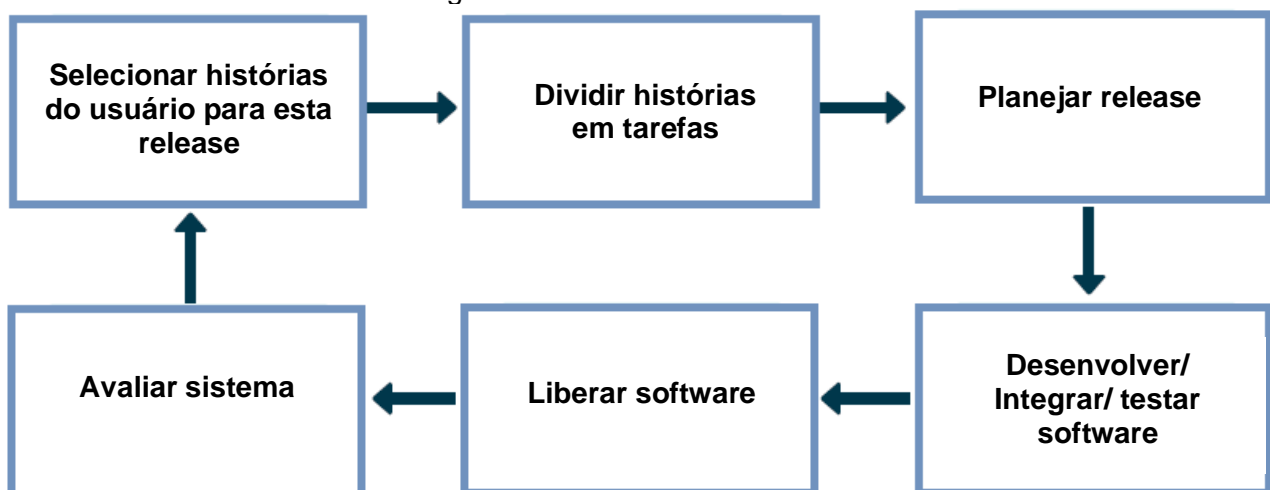 Selecionar histórias
do usuário para esta
release
Dividir histórias
em tarefas
Planejar release
Desenvolver/
Integrar/ testar
software
Liberar software
Avaliar sistema